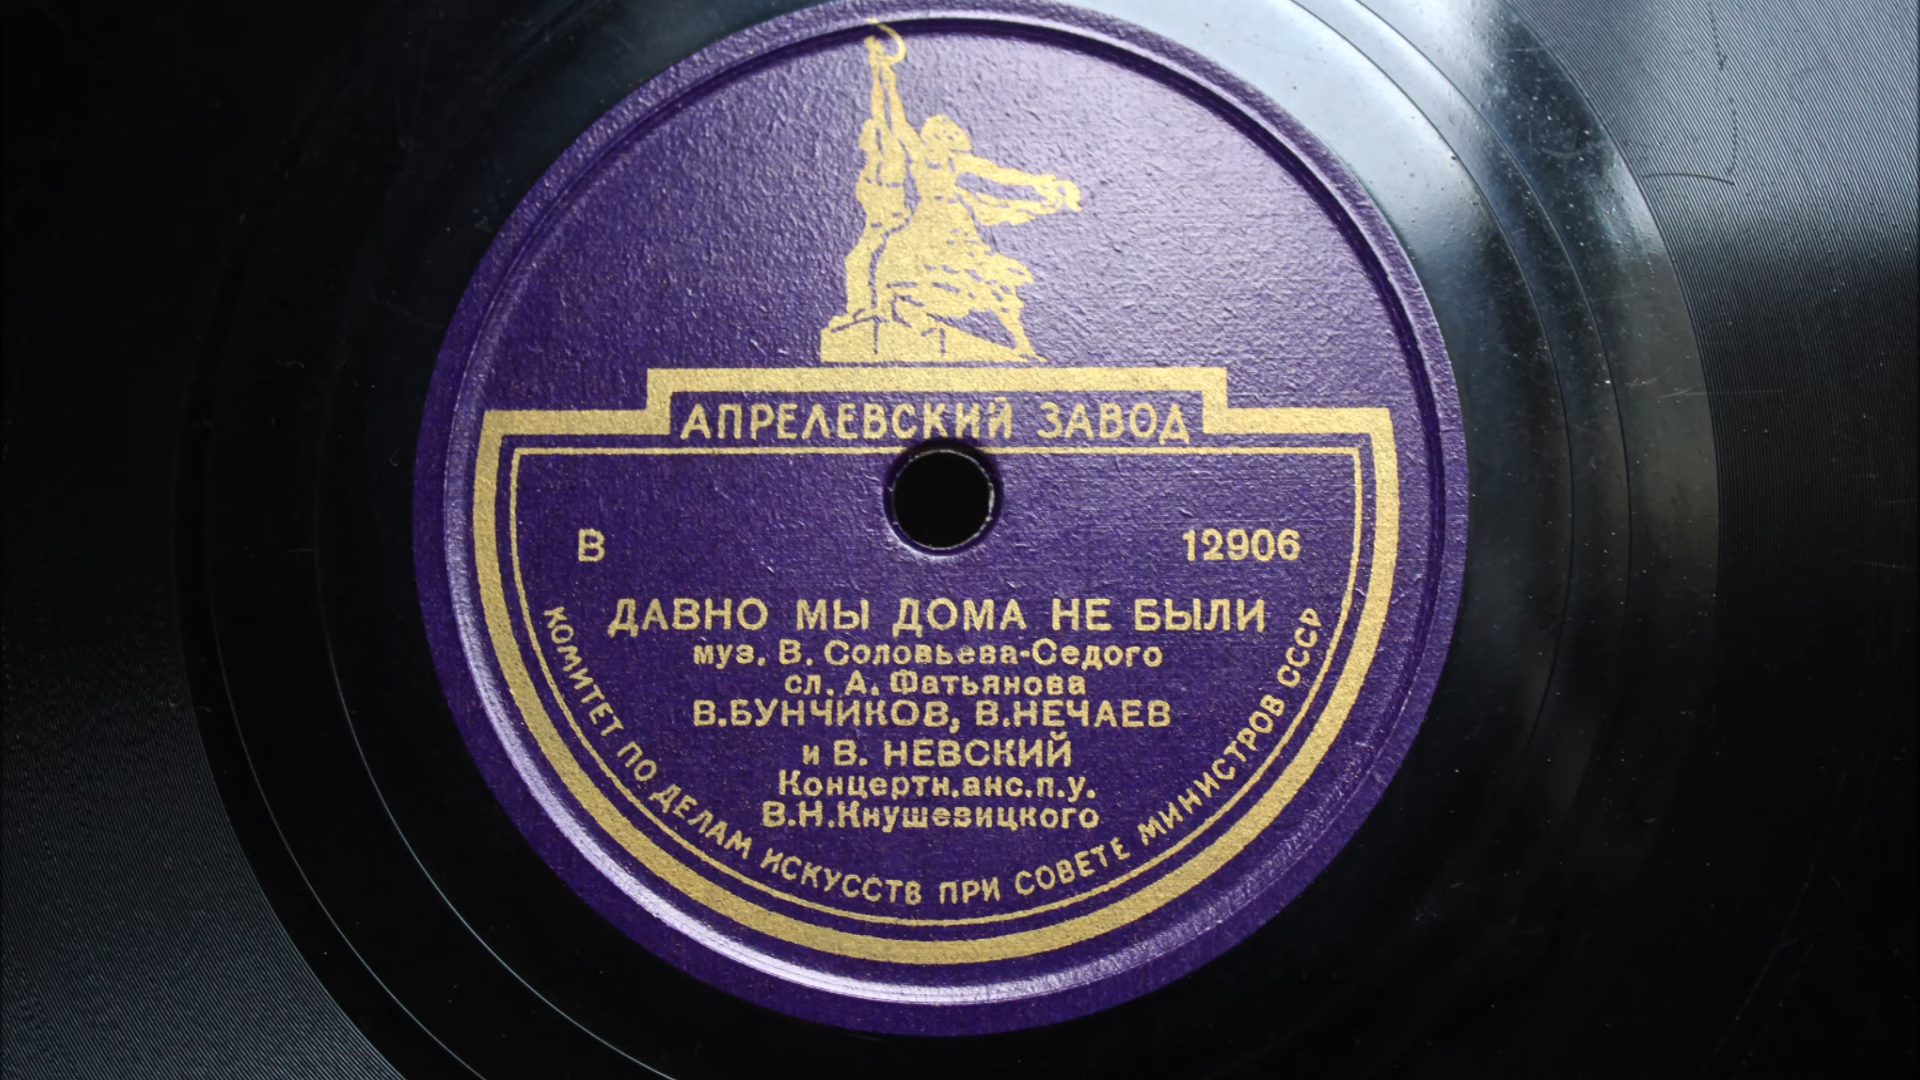 АПРЕЛЕВСКИЙ ЗАВОД
В 12906
ДАВНО МЫ ДОМА НЕ БЫЛИ
муз. В. Соловьева-Седого
сл. А. Фатьянова
В.БУНЧИКОВ, В.НЕЧАЕВ
и В. НЕВСКИЙ
Концертн.анс.п.у.
В.Н.Кнушевицкого
КОМИТЕТ ПО ДЕЛАМ ИСКУССТВ ПРИ СОВЕТЕ МИНИСТРОВ СССР